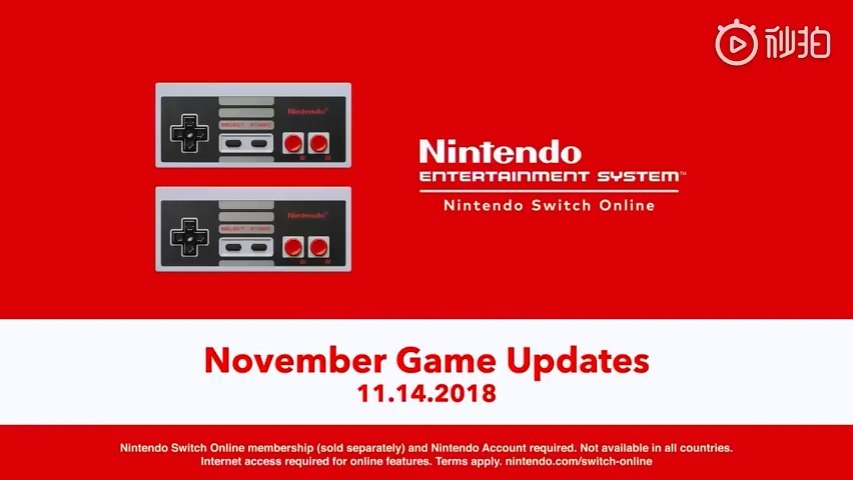 秒拍
Nintendo
SELECT START
Nintendo
ENTERTAINMENT SYSTEM™
Nintendo Switch Online
Nintendo
SELECT START
November Game Updates
11.14.2018
Nintendo Switch Online membership (sold separately) and Nintendo Account required. Not available in all countries.
Internet access required for online features. Terms apply. nintendo.com/switch-online